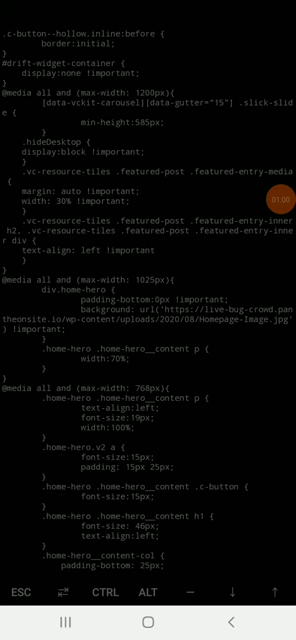 .c-button--hollow.inline:before {
border:initial;
}
#drift-widget-container {
display:none !important;
}
@media all and (max-width: 1200px){
[data-vckit-carousel][data-gutter="15"] .slick-sli
de {
min-height:585px;
}
.hideDesktop {
display:block !important;
}
.vc-resource-tiles .featured-post .featured-entry-media
{
margin: auto !important;
width: 30% !important;
}
.vc-resource-tiles .featured-post .featured-entry-inner
h2, .vc-resource-tiles .featured-post .featured-entry-inne
r div {
text-align: left !important
}
}
@media all and (max-width: 1025px){
div.home-hero {
padding-bottom:0px !important;
background: url('https://live-bug-crowd.pan
theonsite.io/wp-content/uploads/2020/08/Homepage-Image.jpg'
) !important;
}
.home-hero .home-hero__content p {
width:70%;
}
}
@media all and (max-width: 768px){
.home-hero .home-hero__content p {
text-align:left;
font-size:19px;
width:100%;
}
.home-hero.v2 a {
font-size:15px;
padding: 15px 25px;
}
.home-hero .home-hero__content .c-button {
font-size:15px;
}
.home-hero .home-hero__content h1 {
font-size: 46px;
text-align:left;
}
.home-hero__content-col {
padding-bottom: 25px;
01:00
ESC ⇄ CTRL ALT — ↓ ↑